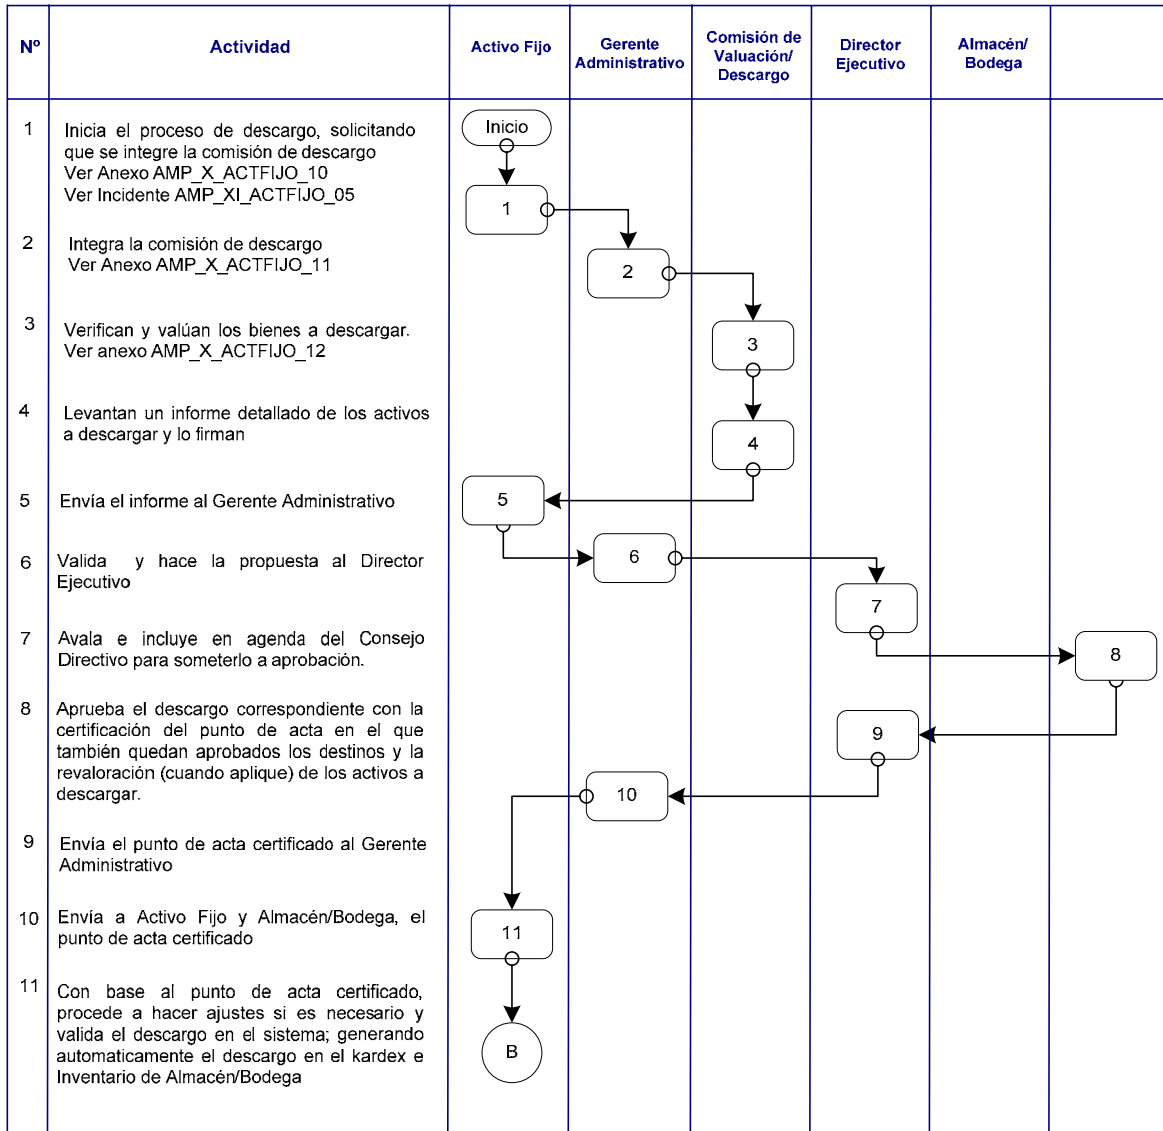 Nº
Actividad
Activo Fijo
Gerente
Administrativo
Comisión de
Valuación/
Descargo
Director
Ejecutivo
Almacén/
Bodega
1
Inicia el proceso de descargo, solicitando
que se integre la comisión de descargo
Ver Anexo AMP_X_ACTFIJO_10
Ver Incidente AMP_XI_ACTFIJO_05
Inicio
1
2
Integra la comisión de descargo
Ver Anexo AMP_X_ACTFIJO_11
2
3
Verifican y valúan los bienes a descargar.
Ver anexo AMP_X_ACTFIJO_12
3
4
Levantan un informe detallado de los activos
a descargar y lo firman
4
5
Envía el informe al Gerente Administrativo
5
6
Valida y hace la propuesta al Director
Ejecutivo
6
7
Avala e incluye en agenda del Consejo
Directivo para someterlo a aprobación.
7
8
8
Aprueba el descargo correspondiente con la
certificación del punto de acta en el que
también quedan aprobados los destinos y la
revaloración (cuando aplique) de los activos a
descargar.
9
10
9
Envía el punto de acta certificado al Gerente
Administrativo
10
Envía a Activo Fijo y Almacén/Bodega, el
punto de acta certificado
11
11
Con base al punto de acta certificado,
procede a hacer ajustes si es necesario y
valida el descargo en el sistema; generando
automaticamente el descargo en el kardex e
Inventario de Almacén/Bodega
B